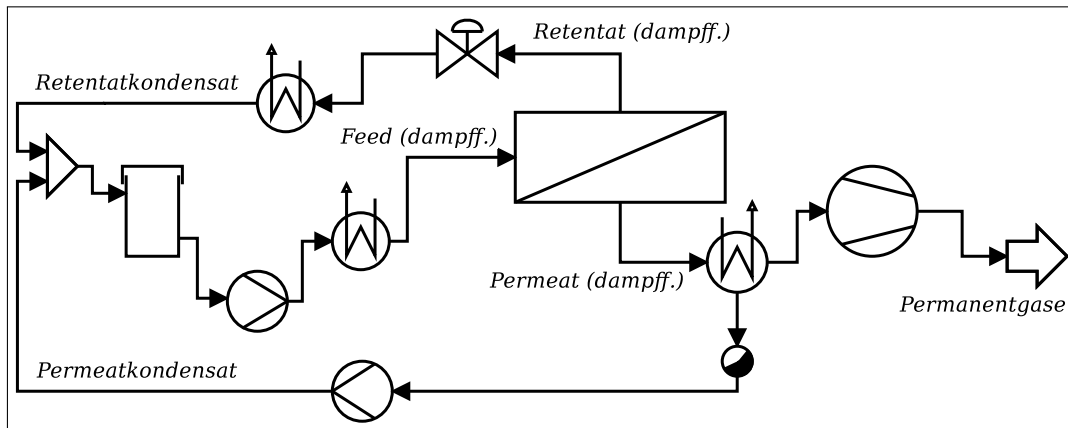 Retentat (dampff.)
Retentatkondensat
Feed (dampff.)
Permeat (dampff.)
Permanentgase
Permeatkondensat